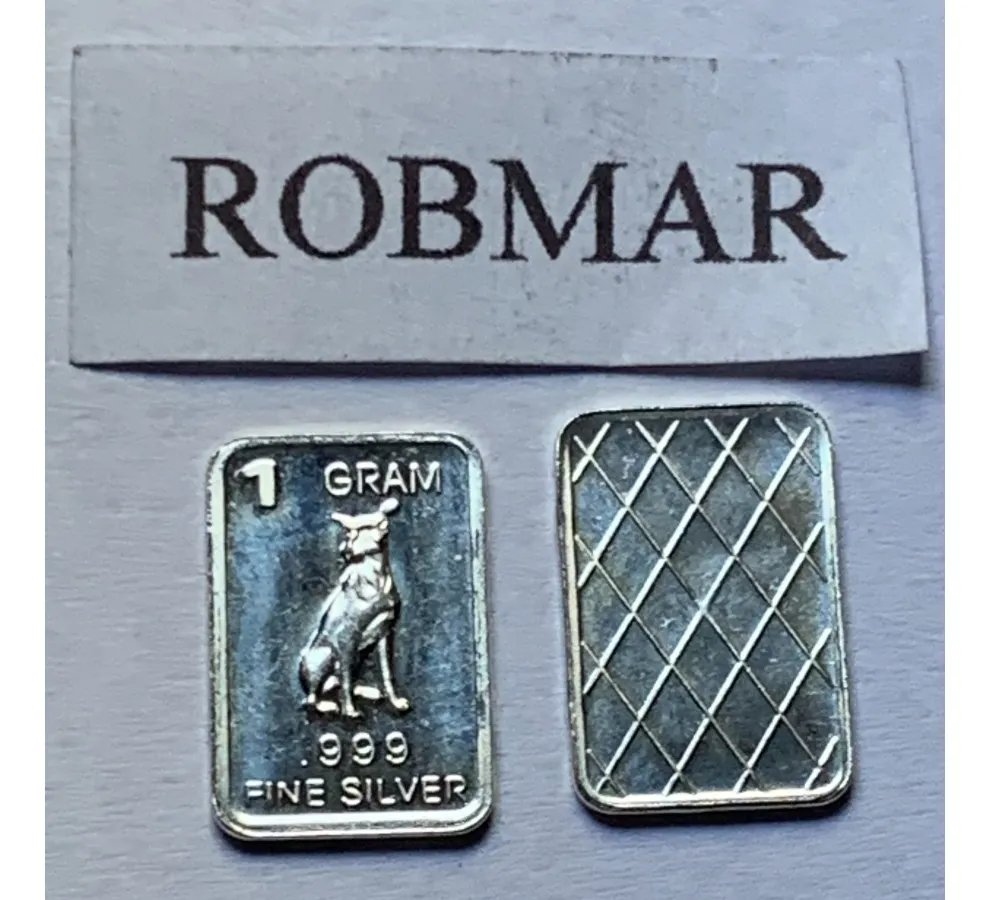 ROBMAR
1 GRAM
.999
FINE SILVER